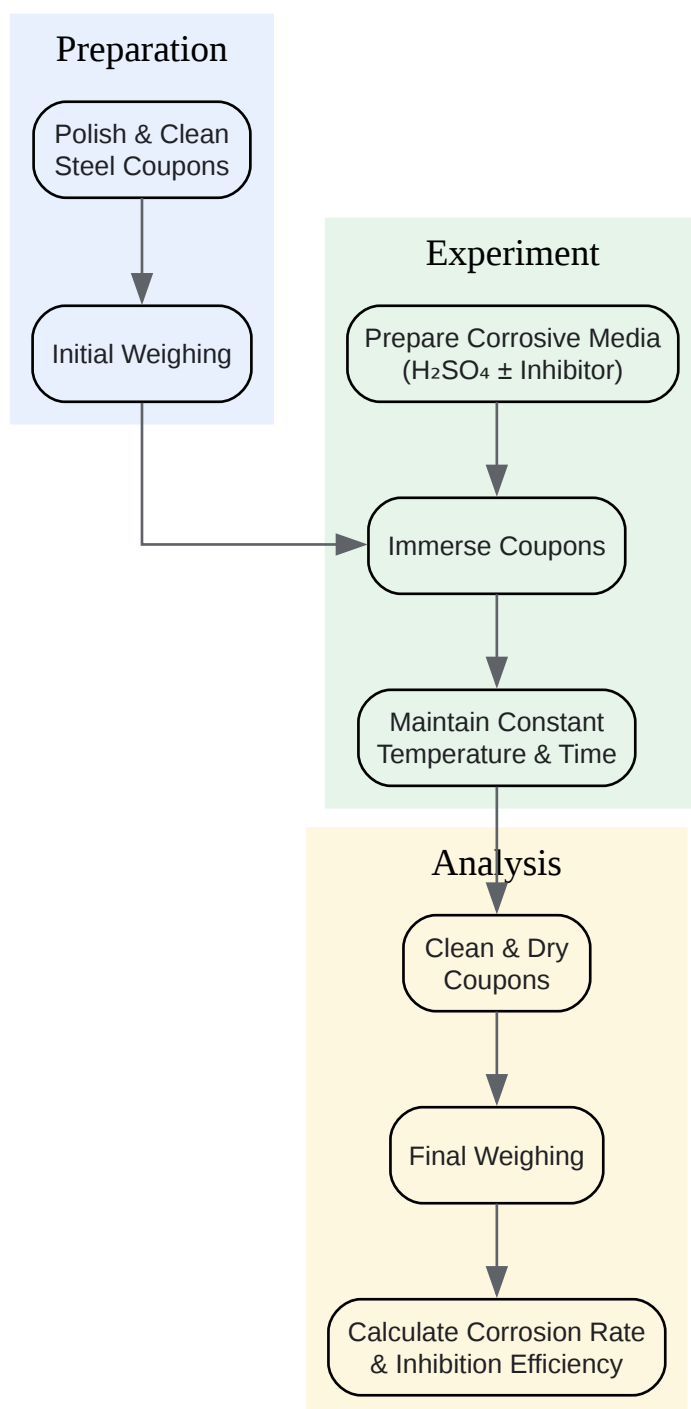 Preparation
Polish & Clean
Steel Coupons
Initial Weighing
Experiment
Prepare Corrosive Media
(H₂SO₄ ± Inhibitor)
Immerse Coupons
Maintain Constant
Temperature & Time
Analysis
Clean & Dry
Coupons
Final Weighing
Calculate Corrosion Rate
& Inhibition Efficiency